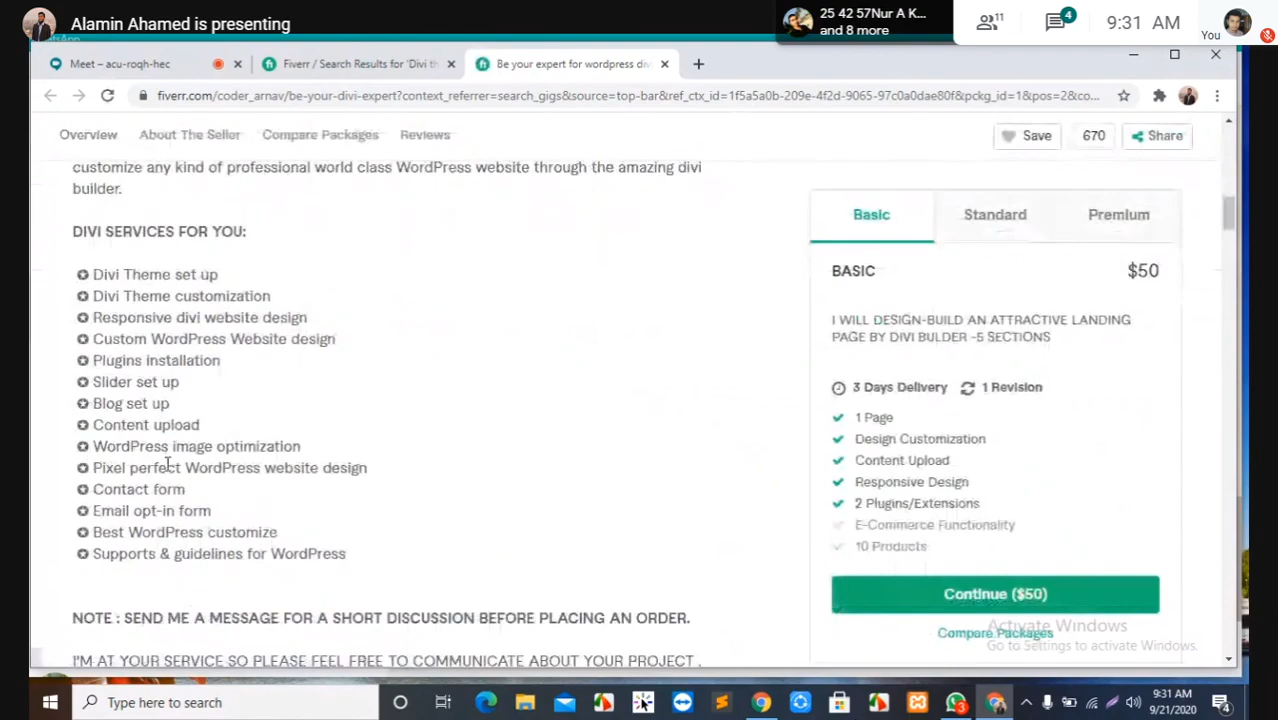 Alamin Ahamed is presenting
25 42 57Nur A K...
and 8 more
11
4
9:31 AM
You
Meet – acu-roqh-hec
Fiverr / Search Results for 'Divi th
Be your expert for wordpress divi
fiverr.com/coder_arnav/be-your-divi-expert?context_referrer=search_gigs&source=top-bar&ref_ctx_id=1f5a5a0b-209e-4f2d-9065-97c0a0dae80f&pckg_id=1&pos=2&co...
Overview About The Seller Compare Packages Reviews
Save 670 Share
customize any kind of professional world class WordPress website through the amazing divi
builder.
DIVI SERVICES FOR YOU:
Divi Theme set up
Divi Theme customization
Responsive divi website design
Custom WordPress Website design
Plugins installation
Slider set up
Blog set up
Content upload
WordPress image optimization
Pixel perfect WordPress website design
Contact form
Email opt-in form
Best WordPress customize
Supports & guidelines for WordPress
NOTE : SEND ME A MESSAGE FOR A SHORT DISCUSSION BEFORE PLACING AN ORDER.
I'M AT YOUR SERVICE SO PLEASE FEEL FREE TO COMMUNICATE ABOUT YOUR PROJECT .
Basic Standard Premium
BASIC $50
I WILL DESIGN-BUILD AN ATTRACTIVE LANDING
PAGE BY DIVI BULDER -5 SECTIONS
3 Days Delivery 1 Revision
1 Page
Design Customization
Content Upload
Responsive Design
2 Plugins/Extensions
E-Commerce Functionality
10 Products
Continue ($50)
Compare Packages
Activate Windows
Go to Settings to activate Windows.
Type here to search
3
9:31 AM
9/21/2020
4